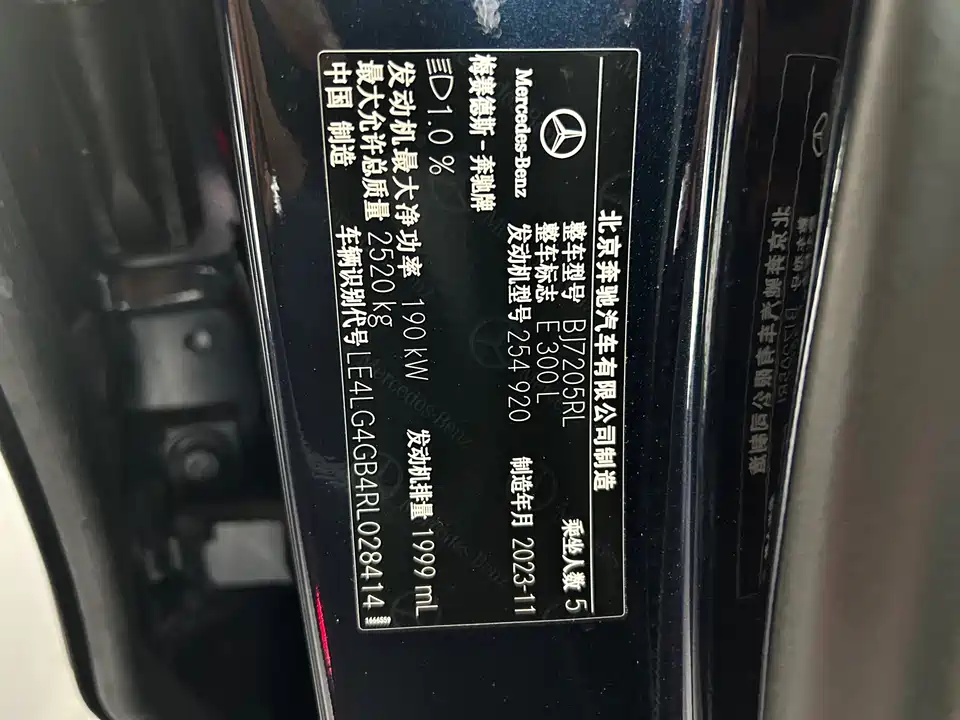 北京奔驰汽车有限公司制造
Mercedes-Benz
梅赛德斯-奔驰牌
整车型号 BJ7205RL 乘坐人数 5
整车标志 E 300 L
发动机型号 254 920 制造年月 2023-11
1.0 %
发动机最大净功率 190 kW 发动机排量 1999 mL
最大允许总质量 2520 kg
中国 制造 车辆识别代号 LE4LG4GB4RL028414